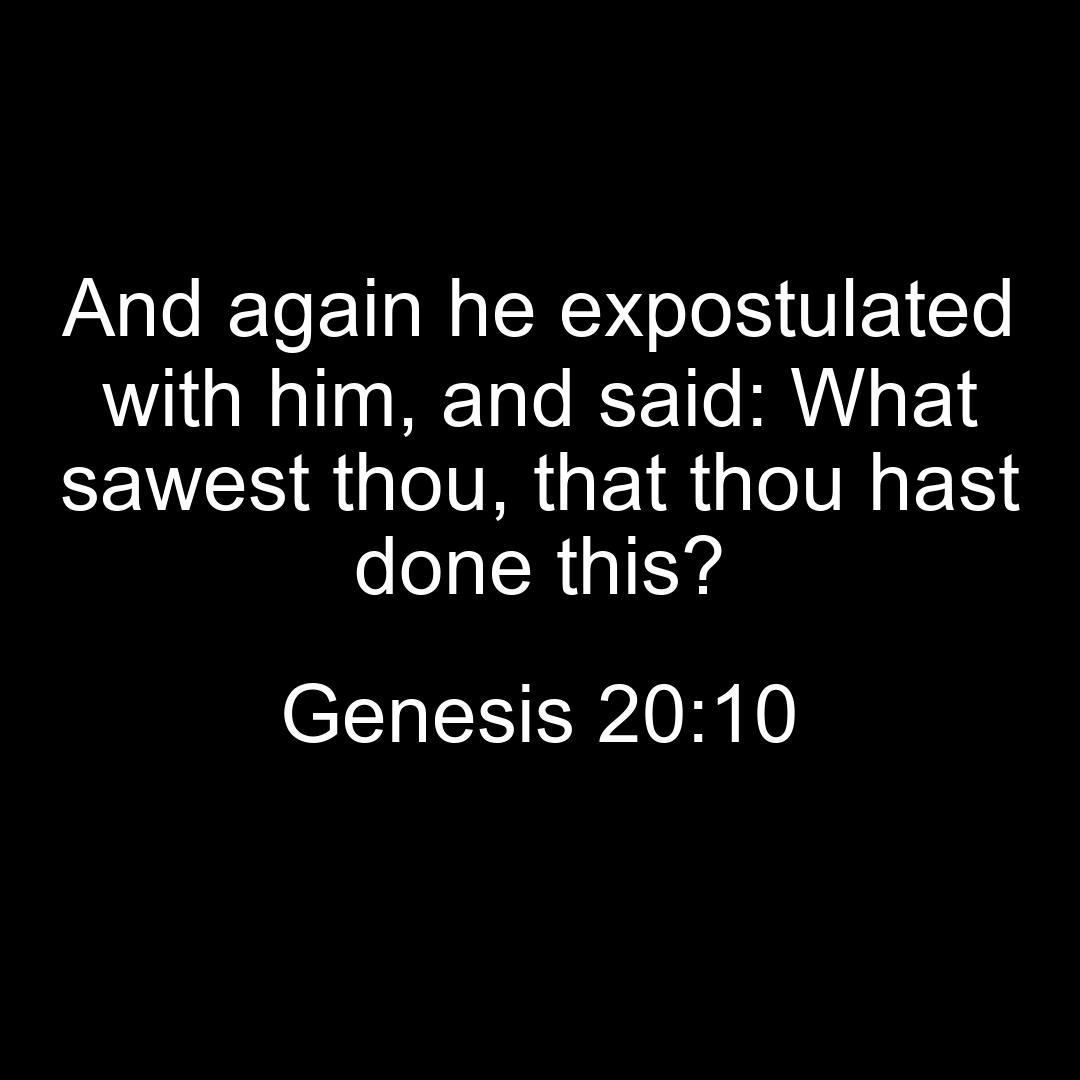 And again he expostulated
with him, and said: What
sawest thou, that thou hast
done this?
Genesis 20:10